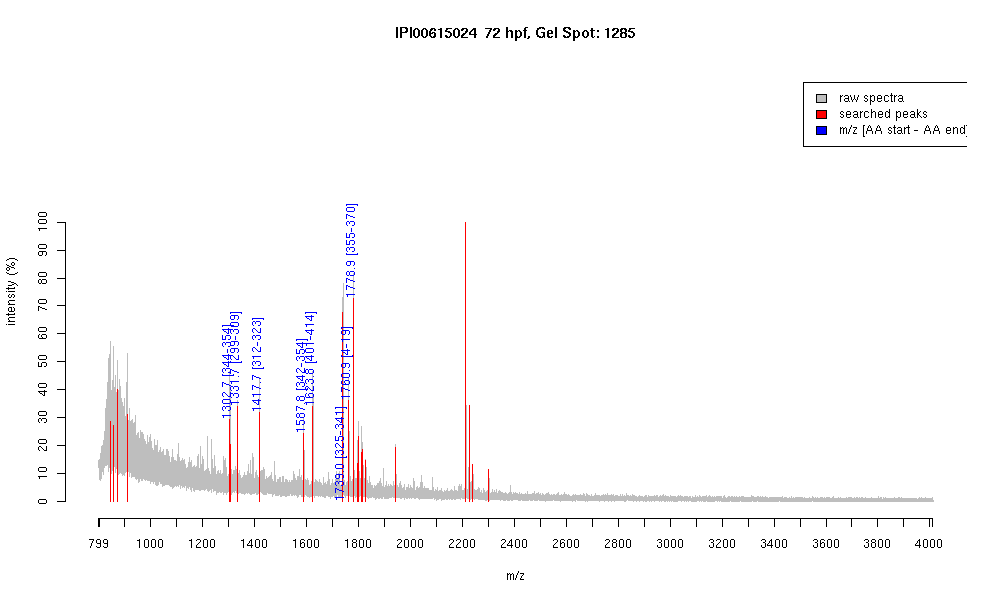 IPI00615024 72 hpf, Gel Spot: 1285
raw spectra
searched peaks
m/z [AA start - AA end]
intensity (%)
100
90
80
70
60
50
40
30
20
10
0
1302.7 [344-354]
1331.7 [299-309]
1417.7 [312-323]
1587.8 [342-354]
1623.8 [401-414]
1739.0 [325-341]
1760.9 [4-19]
1778.9 [355-370]
799 1000 1200 1400 1600 1800 2000 2200 2400 2600 2800 3000 3200 3400 3600 3800 4000
m/z